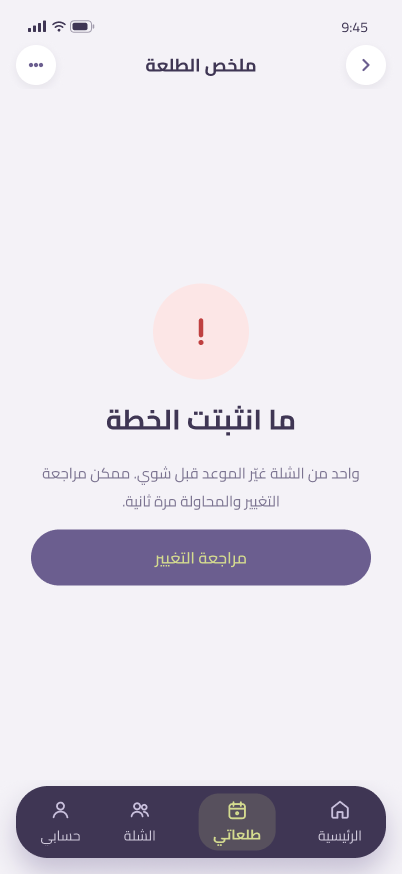 9:45
ملخص الطلعة
ما انثبتت الخطة
واحد من الشلة غيّر الموعد قبل شوي. ممكن مراجعة
التغيير والمحاولة مرة ثانية.
مراجعة التغيير
الرئيسية
طلعاتي
الشلة
حسابي